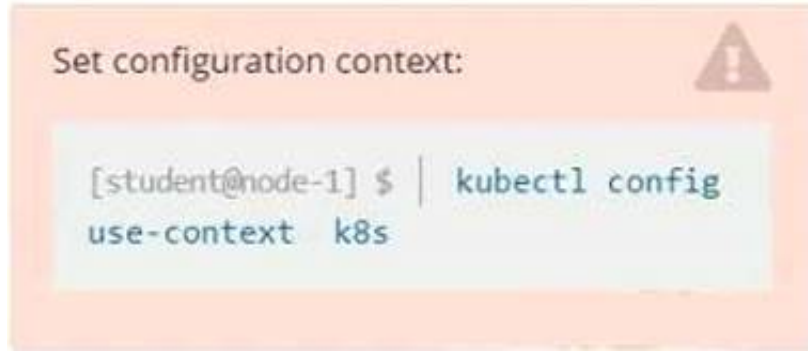 Set configuration context:
[student@node-1] $ | kubectl config
use-context k8s